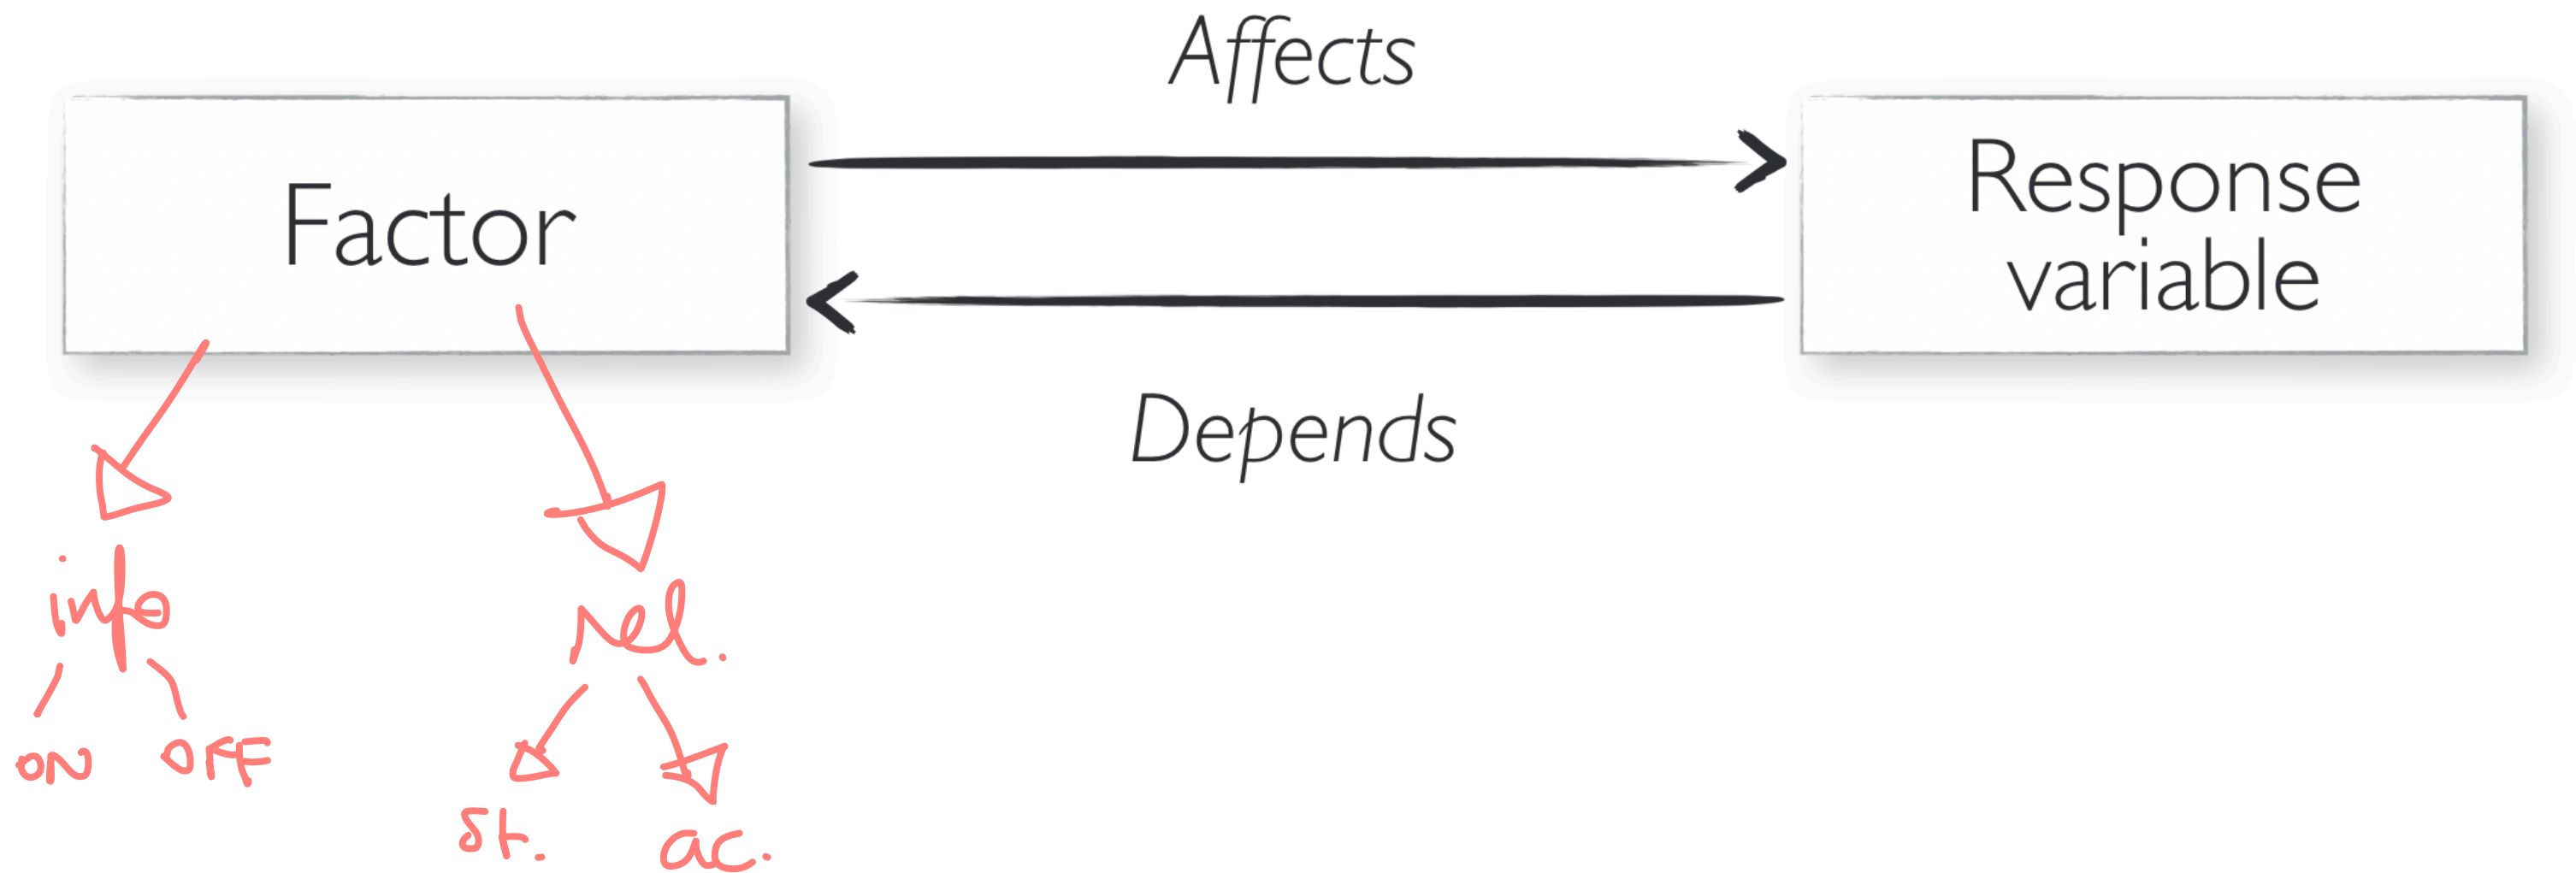 Affects
Factor
Response
variable
Depends
info
rel.
ON OFF
st. ac.